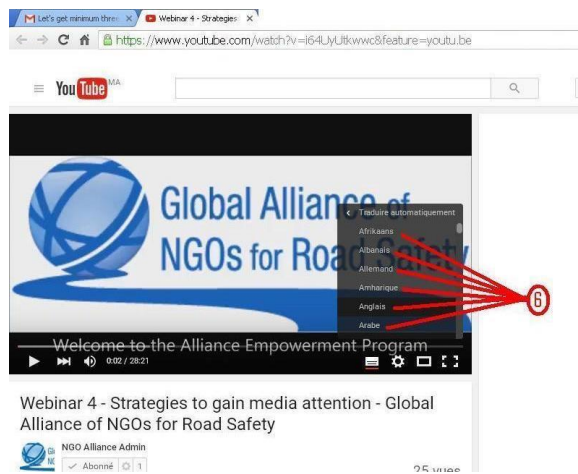 Let's get minimum three
Webinar 4 - Strategies
https://www.youtube.com/watch?v=i64UyUtkwwc&feature=youtu.be
YouTube MA
Global Alliance of
NGOs for Road Safety
Traduire automatiquement
Afrikaans
Albanais
Allemand
Amharique
Anglais
Arabe
6
Welcome to the Alliance Empowerment Program
0:02 / 28:21
Webinar 4 - Strategies to gain media attention - Global
Alliance of NGOs for Road Safety
NGO Alliance Admin
Abonné 1
25 vues